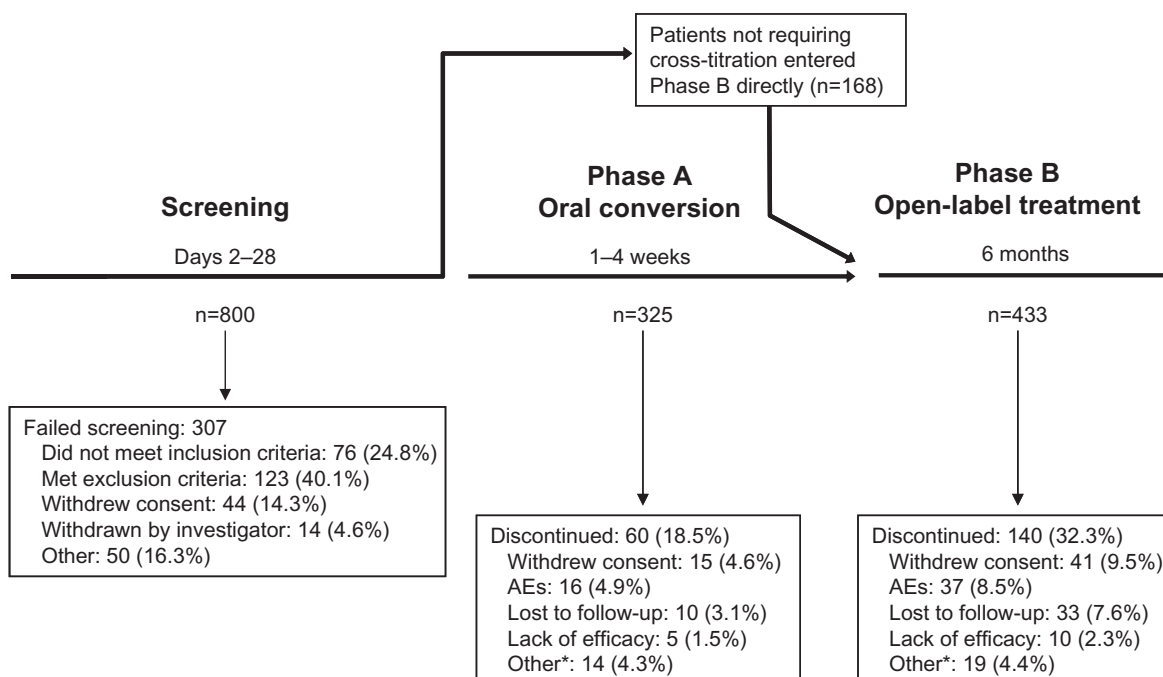 Patients not requiring
cross-titration entered
Phase B directly (n=168)
Screening
Days 2–28
n=800
Failed screening: 307
Did not meet inclusion criteria: 76 (24.8%)
Met exclusion criteria: 123 (40.1%)
Withdrew consent: 44 (14.3%)
Withdrawn by investigator: 14 (4.6%)
Other: 50 (16.3%)
Phase A
Oral conversion
1–4 weeks
n=325
Discontinued: 60 (18.5%)
Withdrew consent: 15 (4.6%)
AEs: 16 (4.9%)
Lost to follow-up: 10 (3.1%)
Lack of efficacy: 5 (1.5%)
Other*: 14 (4.3%)
Phase B
Open-label treatment
6 months
n=433
Discontinued: 140 (32.3%)
Withdrew consent: 41 (9.5%)
AEs: 37 (8.5%)
Lost to follow-up: 33 (7.6%)
Lack of efficacy: 10 (2.3%)
Other*: 19 (4.4%)